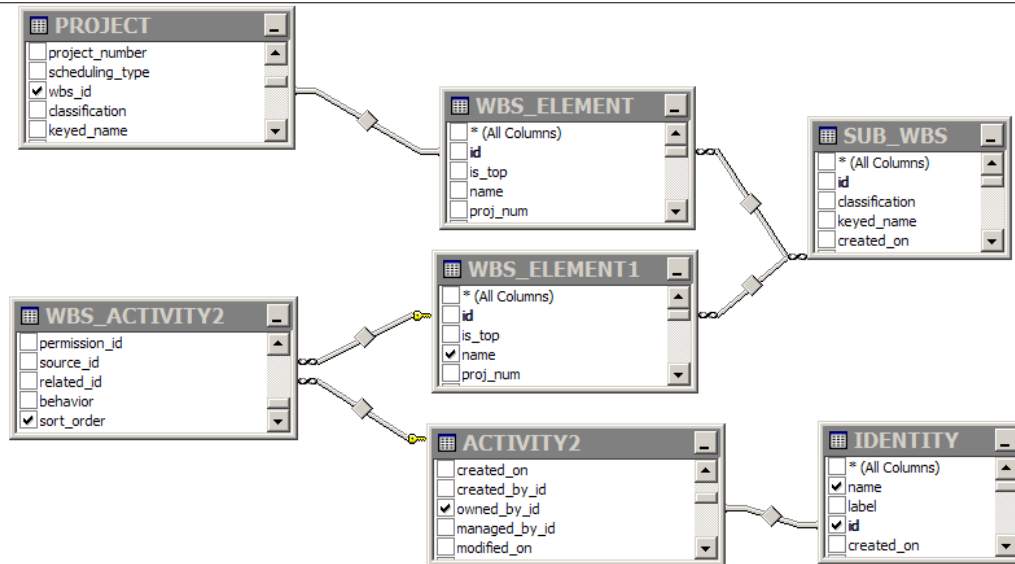 PROJECT
project_number
scheduling_type
wbs_id
classification
keyed_name
WBS_ELEMENT
* (All Columns)
id
is_top
name
proj_num
SUB_WBS
* (All Columns)
id
classification
keyed_name
created_on
WBS_ELEMENT1
* (All Columns)
id
is_top
name
proj_num
WBS_ACTIVITY2
permission_id
source_id
related_id
behavior
sort_order
ACTIVITY2
created_on
created_by_id
owned_by_id
managed_by_id
modified_on
IDENTITY
* (All Columns)
name
label
id
created_on